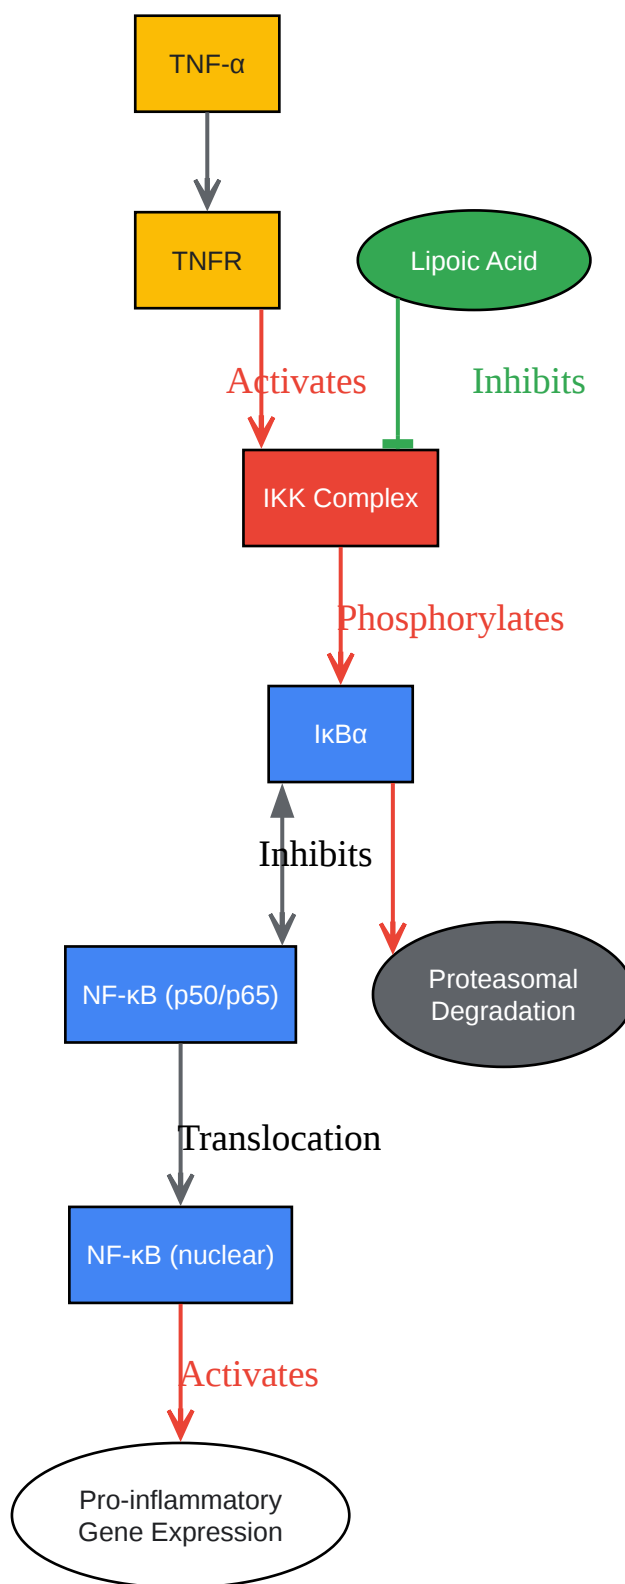 TNF-α
TNFR
Lipoic Acid
Activates
Inhibits
IKK Complex
Phosphorylates
IκBα
Inhibits
NF-κB (p50/p65)
Proteasomal
Degradation
Translocation
NF-κB (nuclear)
Activates
Pro-inflammatory
Gene Expression